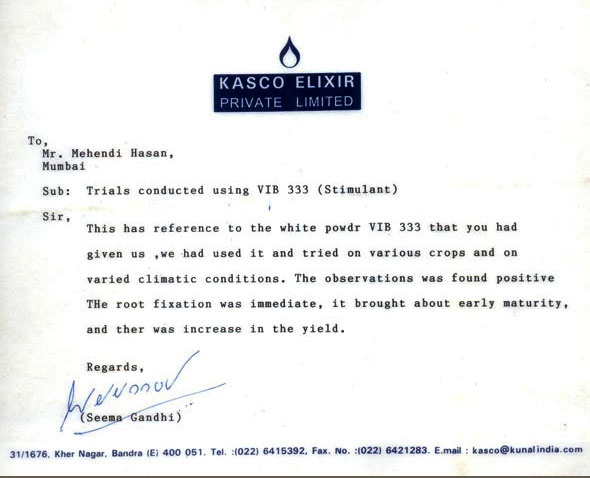 KASCO ELIXIR
PRIVATE LIMITED
To,
Mr. Mehendi Hasan,
Mumbai
Sub: Trials conducted using VIB 333 (Stimulant)
Sir,
This has reference to the white powdr VIB 333 that you had
given us ,we had used it and tried on various crops and on
varied climatic conditions. The observations was found positive
THe root fixation was immediate, it brought about early maturity,
and ther was increase in the yield.
Regards,
(Seema Gandhi)
31/1676, Kher Nagar, Bandra (E) 400 051. Tel. :(022) 6415392, Fax. No. :(022) 6421283. E.mail : kasco@kunalindia.com